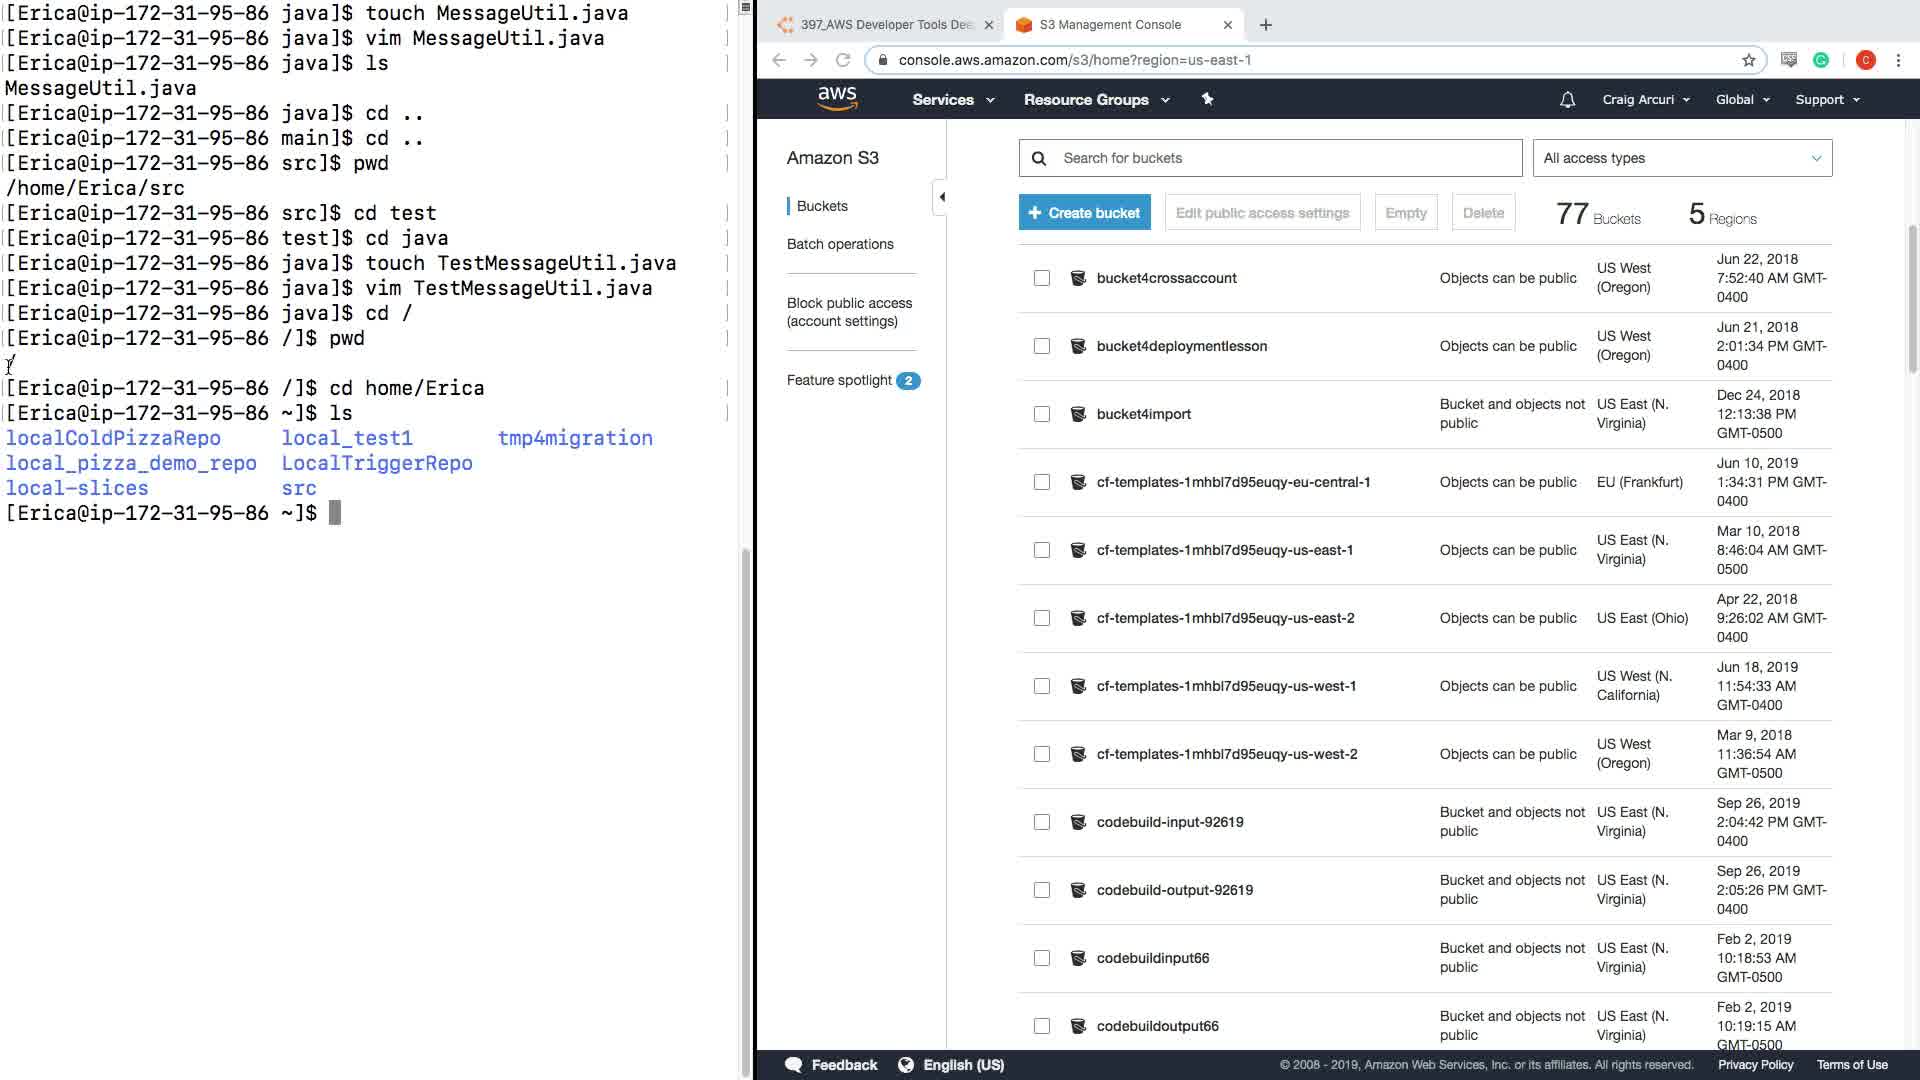 [Erica@ip-172-31-95-86 java]$ touch MessageUtil.java
[Erica@ip-172-31-95-86 java]$ vim MessageUtil.java
[Erica@ip-172-31-95-86 java]$ ls
MessageUtil.java
[Erica@ip-172-31-95-86 java]$ cd ..
[Erica@ip-172-31-95-86 main]$ cd ..
[Erica@ip-172-31-95-86 src]$ pwd
/home/Erica/src
[Erica@ip-172-31-95-86 src]$ cd test
[Erica@ip-172-31-95-86 test]$ cd java
[Erica@ip-172-31-95-86 java]$ touch TestMessageUtil.java
[Erica@ip-172-31-95-86 java]$ vim TestMessageUtil.java
[Erica@ip-172-31-95-86 java]$ cd /
[Erica@ip-172-31-95-86 /]$ pwd
/
[Erica@ip-172-31-95-86 /]$ cd home/Erica
[Erica@ip-172-31-95-86 ~]$ ls
localColdPizzaRepo local_test1 tmp4migration
local_pizza_demo_repo LocalTriggerRepo
local-slices src
[Erica@ip-172-31-95-86 ~]$
397_AWS Developer Tools Dee
S3 Management Console
console.aws.amazon.com/s3/home?region=us-east-1
C
aws Services Resource Groups Craig Arcuri Global Support
Amazon S3
Buckets
Batch operations
Block public access
(account settings)
Feature spotlight 2
Search for buckets
All access types
+ Create bucket Edit public access settings Empty Delete 77 Buckets 5 Regions
bucket4crossaccount Objects can be public US West (Oregon) Jun 22, 2018 7:52:40 AM GMT-0400
bucket4deploymentlesson Objects can be public US West (Oregon) Jun 21, 2018 2:01:34 PM GMT-0400
bucket4import Bucket and objects not public US East (N. Virginia) Dec 24, 2018 12:13:38 PM GMT-0500
cf-templates-1mhbl7d95euqy-eu-central-1 Objects can be public EU (Frankfurt) Jun 10, 2019 1:34:31 PM GMT-0400
cf-templates-1mhbl7d95euqy-us-east-1 Objects can be public US East (N. Virginia) Mar 10, 2018 8:46:04 AM GMT-0500
cf-templates-1mhbl7d95euqy-us-east-2 Objects can be public US East (Ohio) Apr 22, 2018 9:26:02 AM GMT-0400
cf-templates-1mhbl7d95euqy-us-west-1 Objects can be public US West (N. California) Jun 18, 2019 11:54:33 AM GMT-0400
cf-templates-1mhbl7d95euqy-us-west-2 Objects can be public US West (Oregon) Mar 9, 2018 11:36:54 AM GMT-0500
codebuild-input-92619 Bucket and objects not public US East (N. Virginia) Sep 26, 2019 2:04:42 PM GMT-0400
codebuild-output-92619 Bucket and objects not public US East (N. Virginia) Sep 26, 2019 2:05:26 PM GMT-0400
codebuildinput66 Bucket and objects not public US East (N. Virginia) Feb 2, 2019 10:18:53 AM GMT-0500
codebuildoutput66 Bucket and objects not public US East (N. Virginia) Feb 2, 2019 10:19:15 AM GMT-0500
Feedback English (US) © 2008 - 2019, Amazon Web Services, Inc. or its affiliates. All rights reserved. Privacy Policy Terms of Use